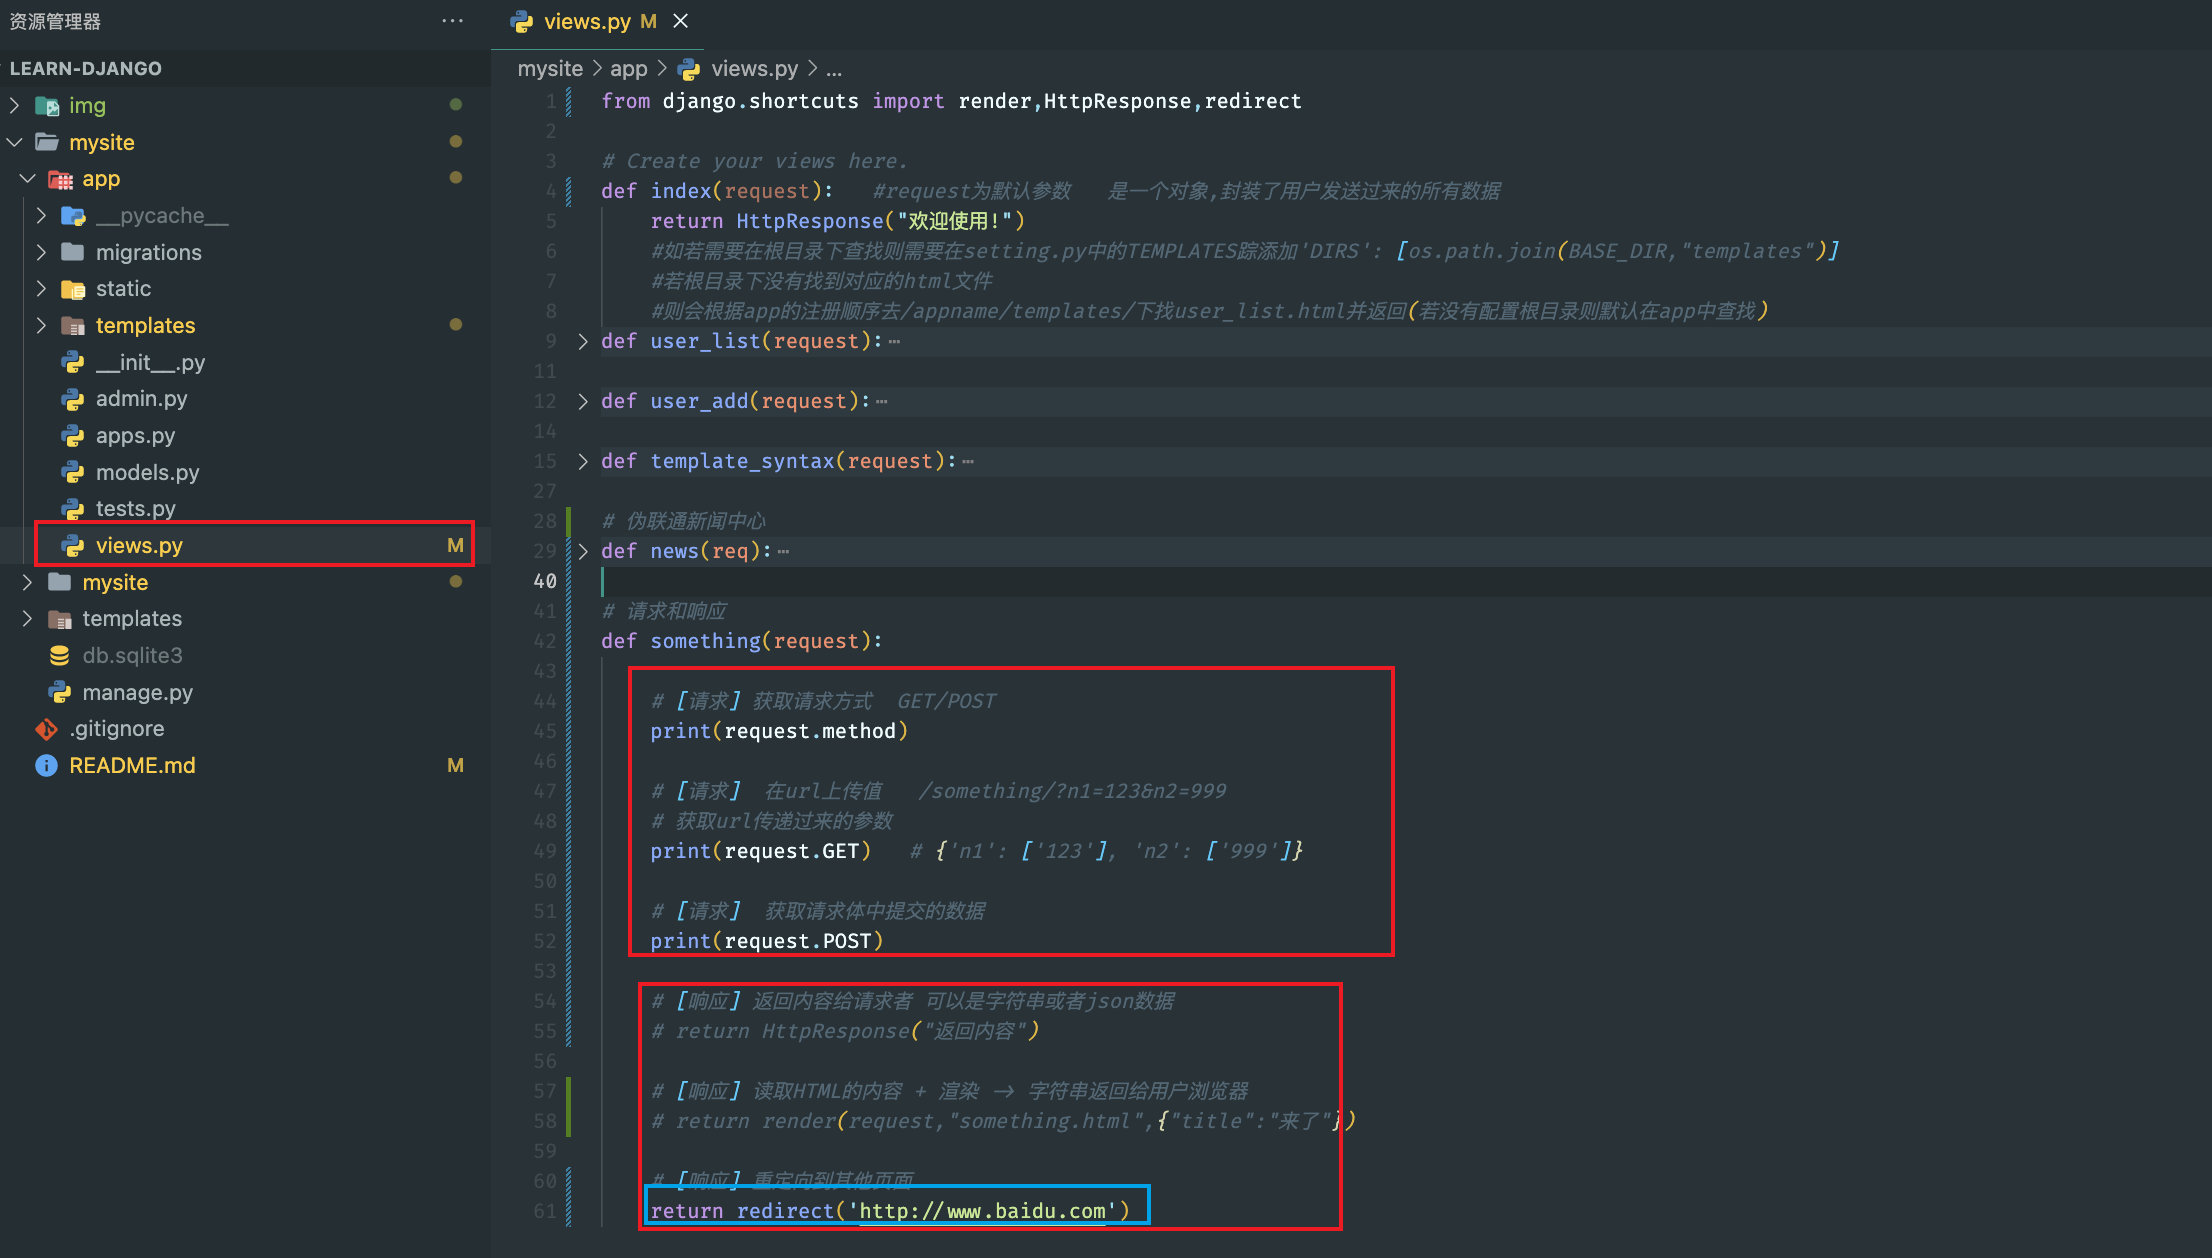 资源管理器
LEARN-DJANGO
img
mysite
app
__pycache__
migrations
static
templates
__init__.py
admin.py
apps.py
models.py
tests.py
views.py M
mysite
templates
db.sqlite3
manage.py
.gitignore
README.md M
views.py M
mysite > app > views.py > ...
1 from django.shortcuts import render,HttpResponse,redirect
2
3 # Create your views here.
4 def index(request):   #request为默认参数   是一个对象,封装了用户发送过来的所有数据
5     return HttpResponse("欢迎使用!")
6     #如若需要在根目录下查找则需要在setting.py中的TEMPLATES踪添加'DIRS': [os.path.join(BASE_DIR,"templates")]
7     #若根目录下没有找到对应的html文件
8     #则会根据app的注册顺序去/appname/templates/下找user_list.html并返回(若没有配置根目录则默认在app中查找)
9 def user_list(request):…
11
12 def user_add(request):…
14
15 def template_syntax(request):…
27
28 # 伪联通新闻中心
29 def news(req):…
40
41 # 请求和响应
42 def something(request):
43
44     # [请求] 获取请求方式  GET/POST
45     print(request.method)
46
47     # [请求]  在url上传值   /something/?n1=123&n2=999
48     # 获取url传递过来的参数
49     print(request.GET)   # {'n1': ['123'], 'n2': ['999']}
50
51     # [请求]  获取请求体中提交的数据
52     print(request.POST)
53
54     # [响应] 返回内容给请求者 可以是字符串或者json数据
55     # return HttpResponse("返回内容")
56
57     # [响应] 读取HTML的内容 + 渲染 -> 字符串返回给用户浏览器
58     # return render(request,"something.html",{"title":"来了"})
59
60     # [响应] 重定向到其他页面
61     return redirect('http://www.baidu.com')